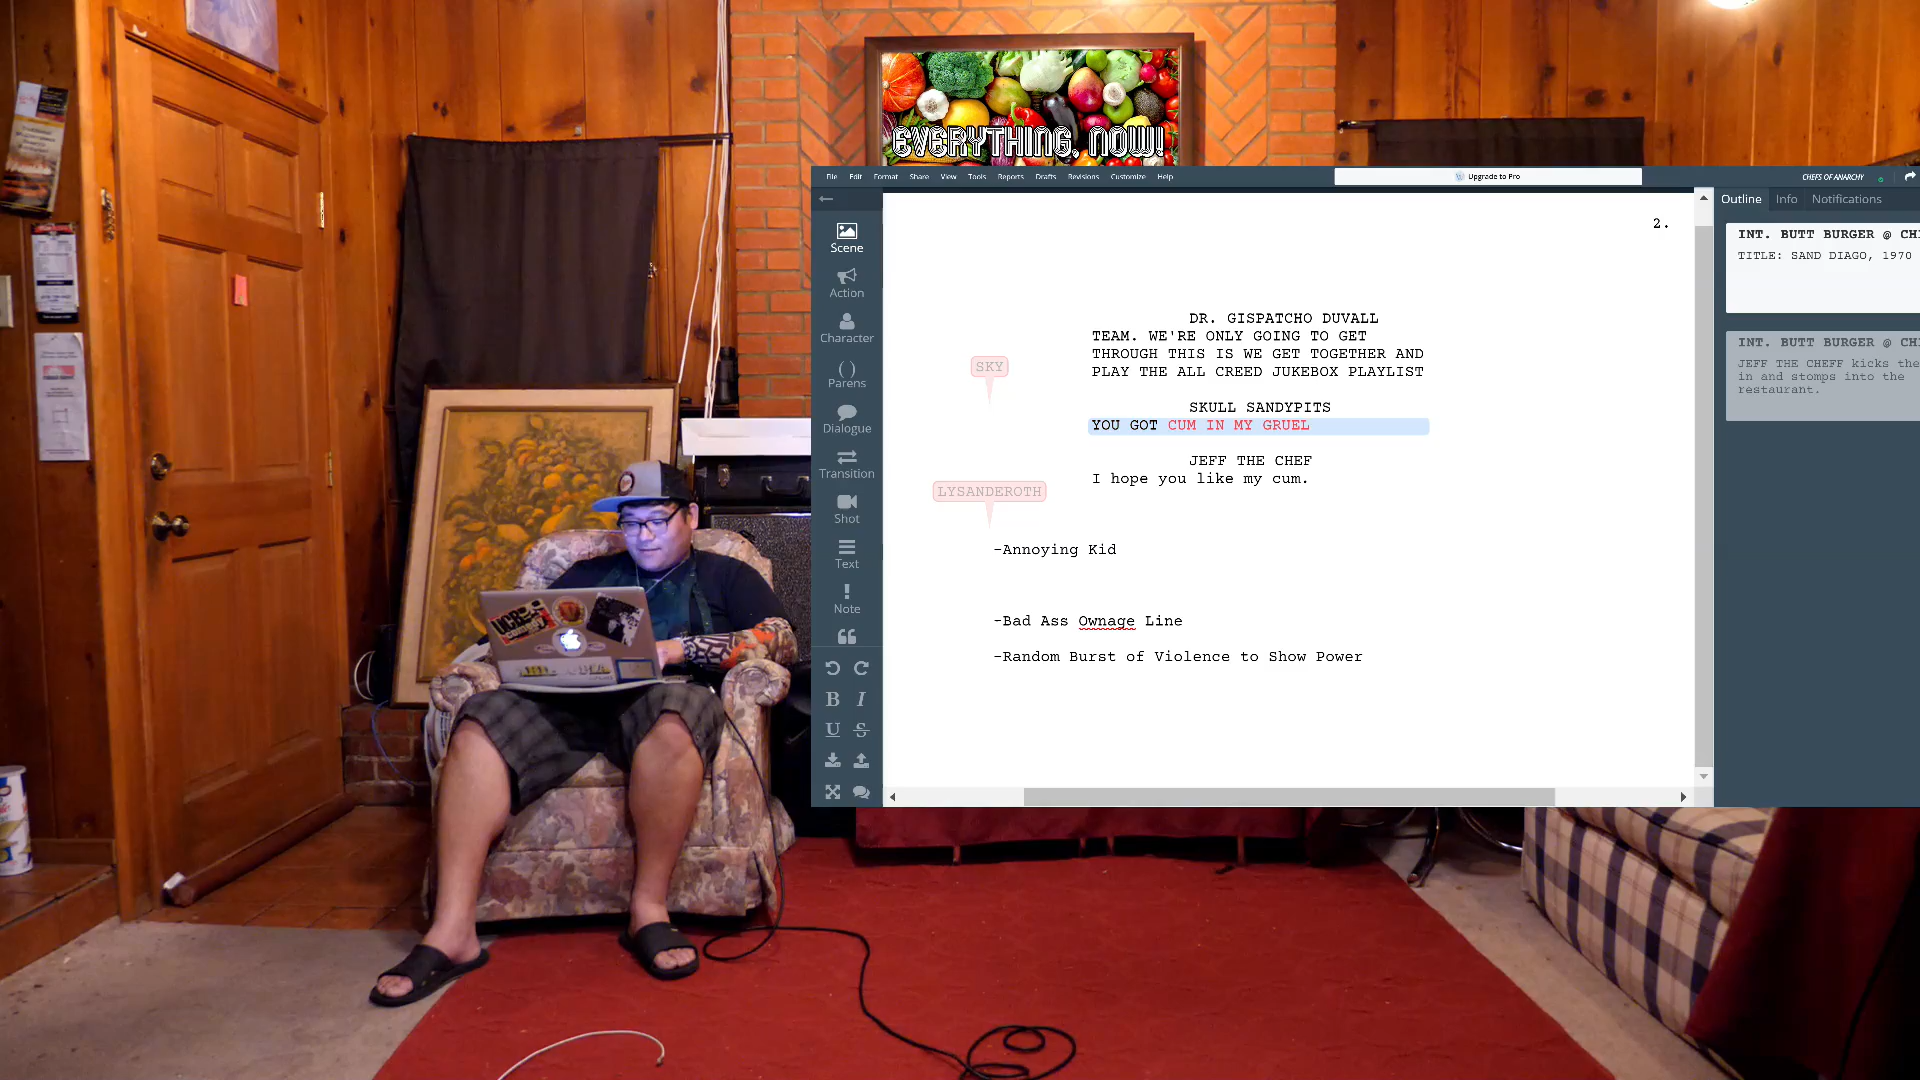 EVERYTHING, NOW!
File Edit Format Share View Tools Reports Drafts Revisions Customize Help
Upgrade to Pro
CHEFS OF ANARCHY
Outline Info Notifications
Scene
Action
Character
( )
Parens
Dialogue
Transition
Shot
Text
Note
B I
U S
2.
DR. GISPATCHO DUVALL
TEAM. WE'RE ONLY GOING TO GET
THROUGH THIS IS WE GET TOGETHER AND
PLAY THE ALL CREED JUKEBOX PLAYLIST
SKY
SKULL SANDYPITS
YOU GOT CUM IN MY GRUEL
JEFF THE CHEF
I hope you like my cum.
LYSANDEROTH
-Annoying Kid
-Bad Ass Ownage Line
-Random Burst of Violence to Show Power
INT. BUTT BURGER @ CHI
TITLE: SAND DIAGO, 1970
INT. BUTT BURGER @ CHI
JEFF THE CHEFF kicks the
in and stomps into the
restaurant.
UCB
comedy